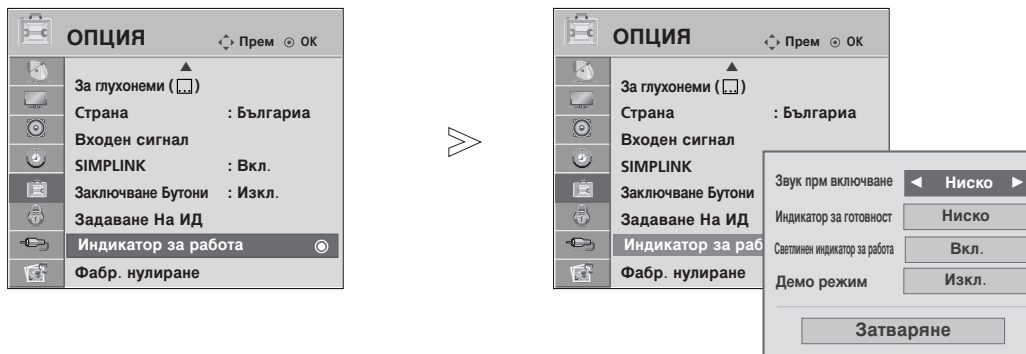 ОПЦИЯ
Прем
OK
За глухонеми (...)
Страна : Българиа
Входен сигнал
SIMPLINK : Вкл.
Заключване Бутони : Изкл.
Задаване На ИД
Индикатор за работа
Фабр. нулиране
ОПЦИЯ
Прем
OK
За глухонеми (...)
Страна : Българиа
Входен сигнал
SIMPLINK
Заключване Бутони
Задаване На ИД
Индикатор за раб
Фабр. нулиране
Звук прм включване ◄ Ниско ►
Индикатор за готовност Ниско
Светлинен индикатор за работа Вкл.
Демо режим Изкл.
Затваряне